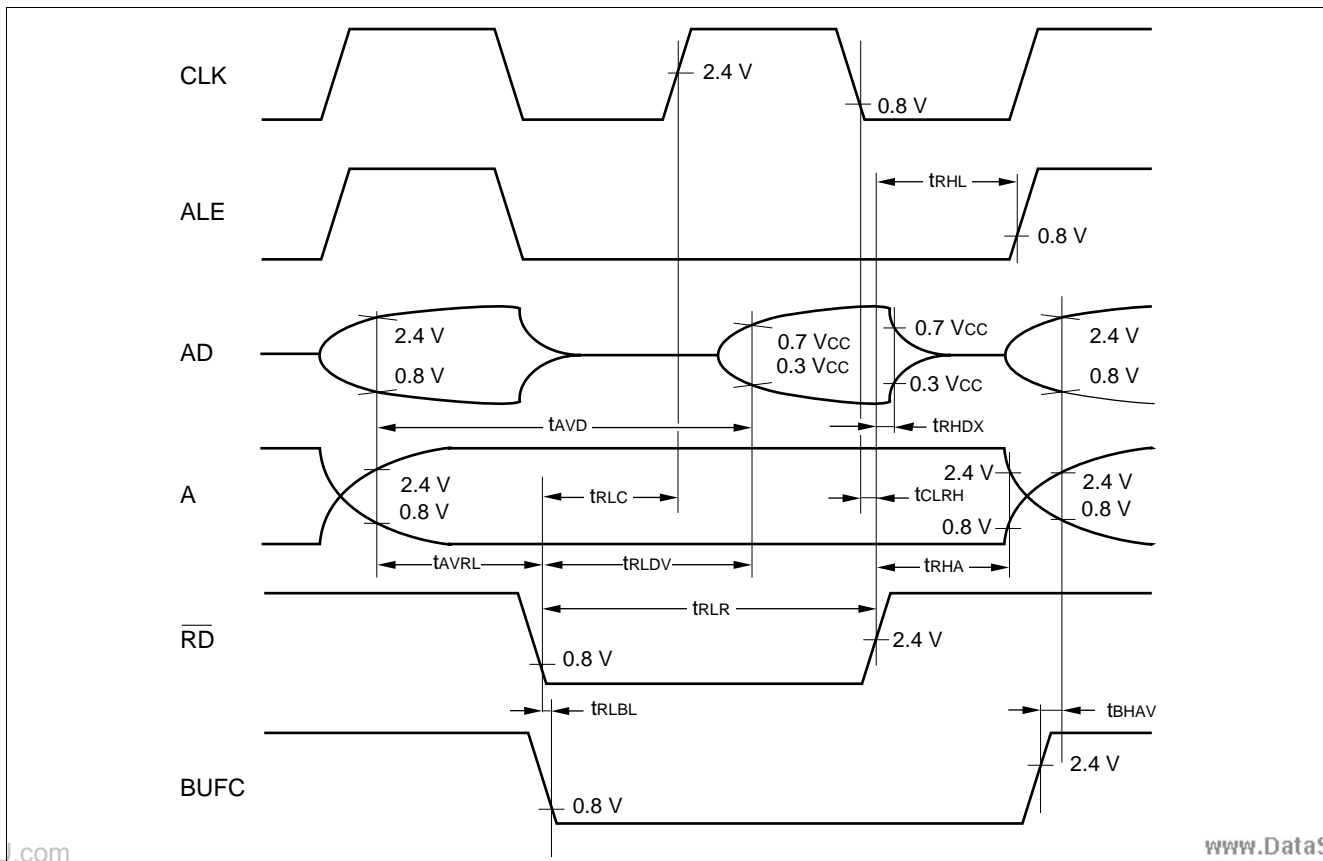 CLK
2.4 V
0.8 V
ALE
tRHL
0.8 V
AD
2.4 V
0.8 V
0.7 VCC
0.3 VCC
0.7 VCC
0.3 VCC
2.4 V
0.8 V
tAVD
tRHDX
A
2.4 V
0.8 V
tRLC
tCLRH
2.4 V
0.8 V
2.4 V
0.8 V
tAVRL
tRLDV
tRHA
RD
tRLR
0.8 V
2.4 V
tRLBL
tBHAV
BUFC
0.8 V
2.4 V
J.com
www.DataS